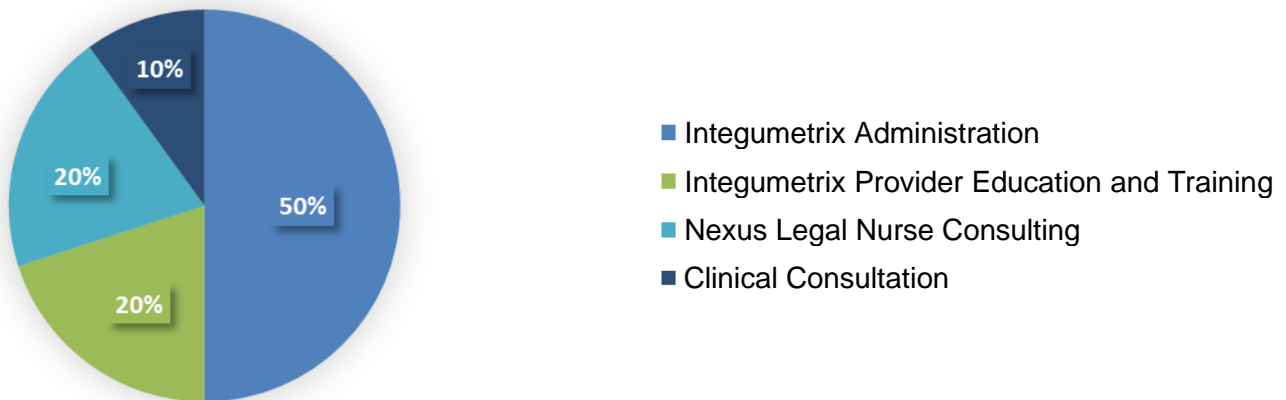 10%
20%
50%
20%
Integumetrix Administration
Integumetrix Provider Education and Training
Nexus Legal Nurse Consulting
Clinical Consultation